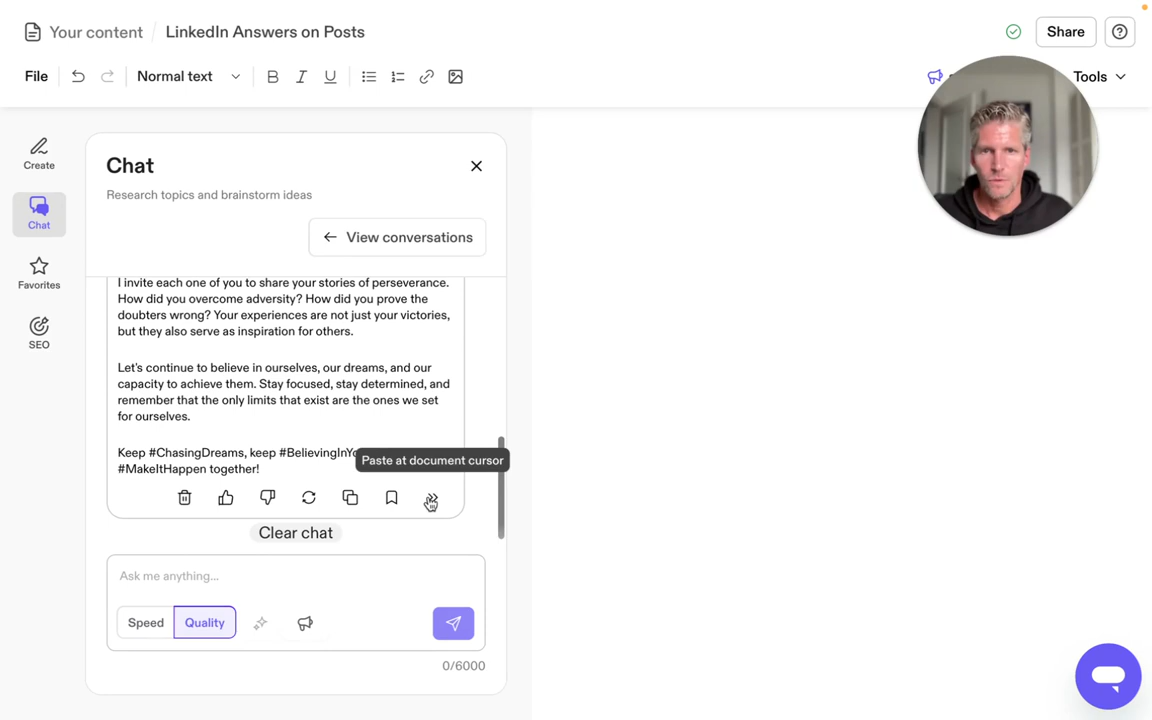 Your content / LinkedIn Answers on Posts
Share
File
Normal text
B I U
Tools
Create
Chat
Favorites
SEO
Chat
Research topics and brainstorm ideas
View conversations
I invite each one of you to share your stories of perseverance.
How did you overcome adversity? How did you prove the
doubters wrong? Your experiences are not just your victories,
but they also serve as inspiration for others.
Let's continue to believe in ourselves, our dreams, and our
capacity to achieve them. Stay focused, stay determined, and
remember that the only limits that exist are the ones we set
for ourselves.
Keep #ChasingDreams, keep
Paste at document cursor
#MakeItHappen together!
Clear chat
Ask me anything...
Speed
Quality
0/6000